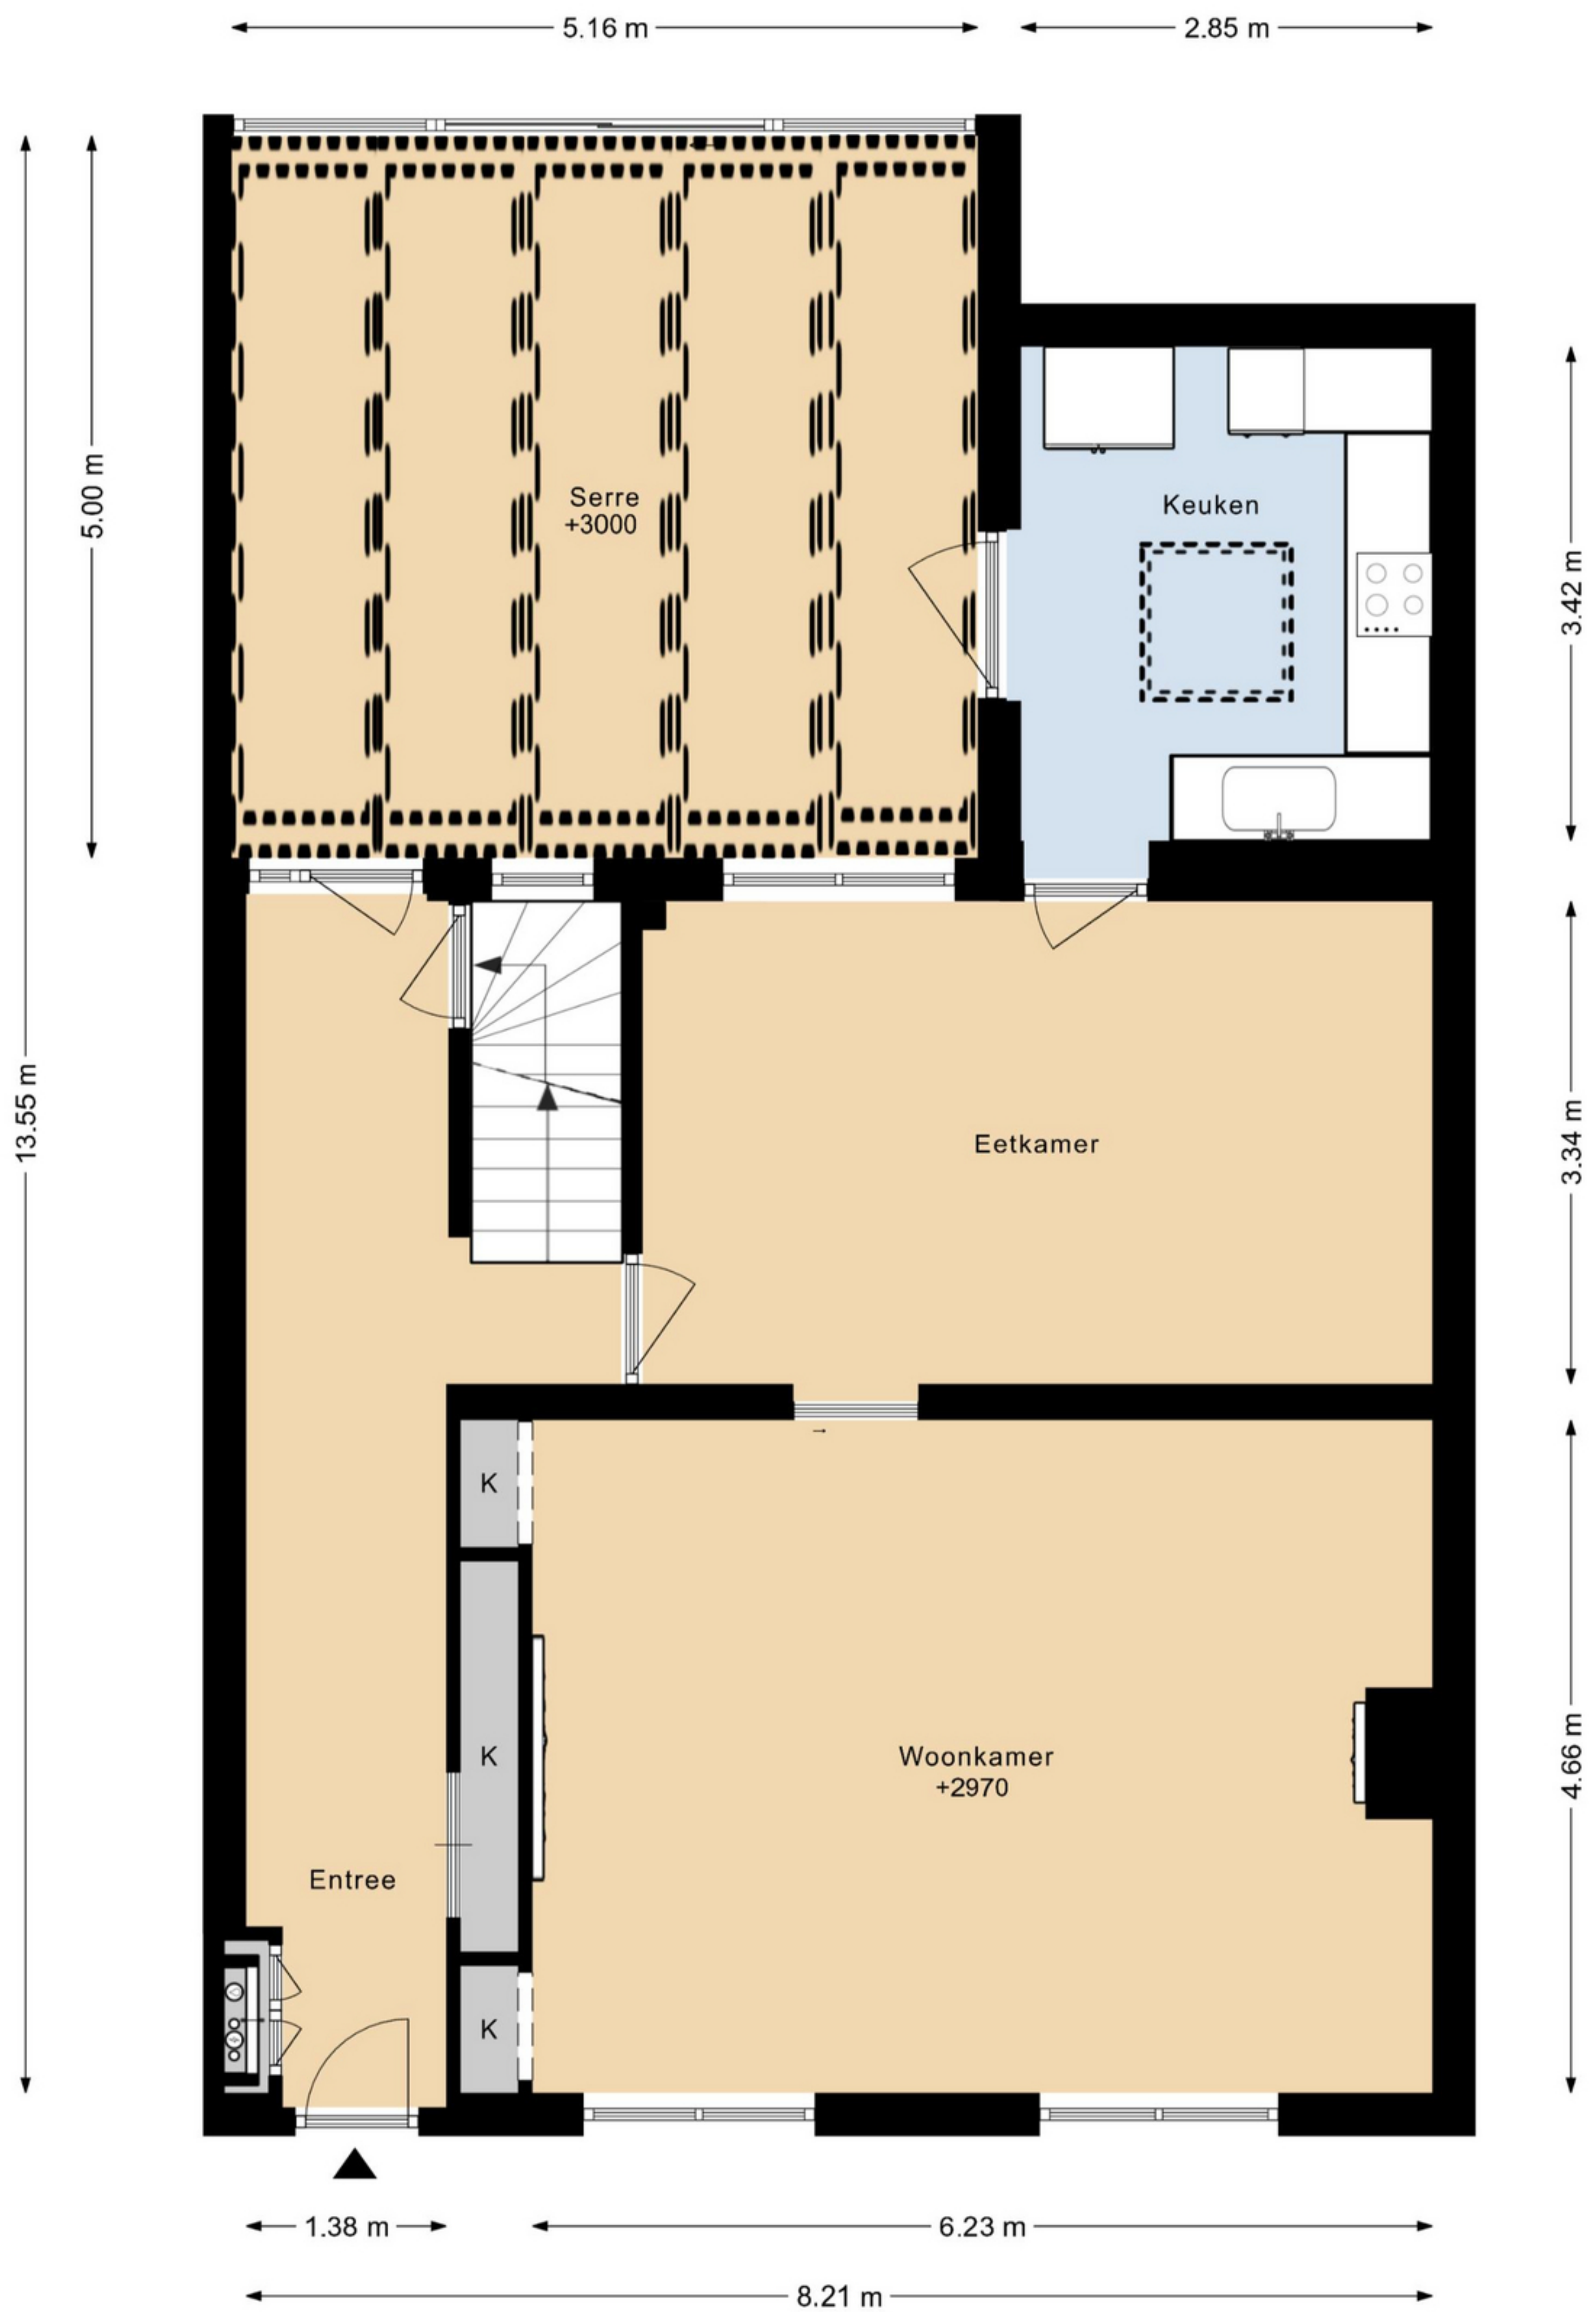 5.16 m
2.85 m
5.00 m
13.55 m
Serre
+3000
Keuken
3.42 m
Eetkamer
3.34 m
K
K
Woonkamer
+2970
4.66 m
Entree
K
1.38 m
6.23 m
8.21 m